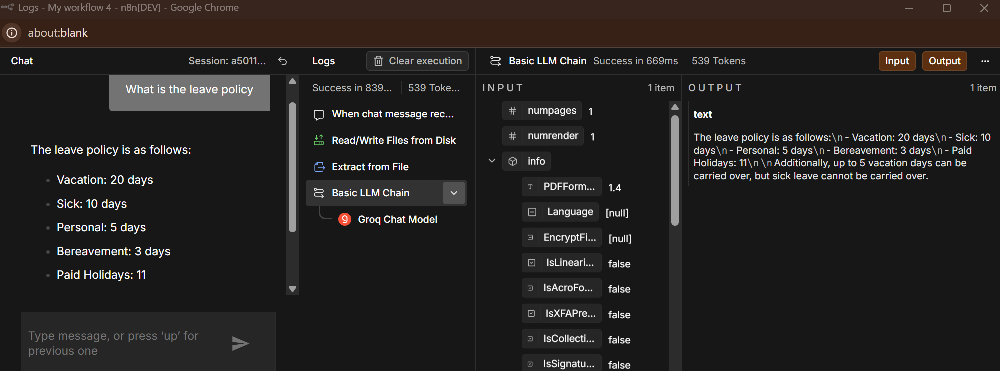 Logs - My workflow 4 - n8n[DEV] - Google Chrome
about:blank
Chat
Session: a5011...
What is the leave policy
The leave policy is as follows:
Vacation: 20 days
Sick: 10 days
Personal: 5 days
Bereavement: 3 days
Paid Holidays: 11
Type message, or press ‘up’ for
previous one
Logs
Clear execution
Success in 839...
539 Toke...
When chat message rec...
Read/Write Files from Disk
Extract from File
Basic LLM Chain
Groq Chat Model
Basic LLM Chain Success in 669ms 539 Tokens
Input
Output
...
INPUT
1 item
numpages 1
numrender 1
info
PDFForm... 1.4
Language [null]
EncryptFi... [null]
IsLineari... false
IsAcroFo... false
IsXFAPre... false
IsCollecti... false
IsSignatu... false
OUTPUT
1 item
text
The leave policy is as follows:\n- Vacation: 20 days\n- Sick: 10
days\n- Personal: 5 days\n- Bereavement: 3 days\n- Paid
Holidays: 11\n\nAdditionally, up to 5 vacation days can be
carried over, but sick leave cannot be carried over.